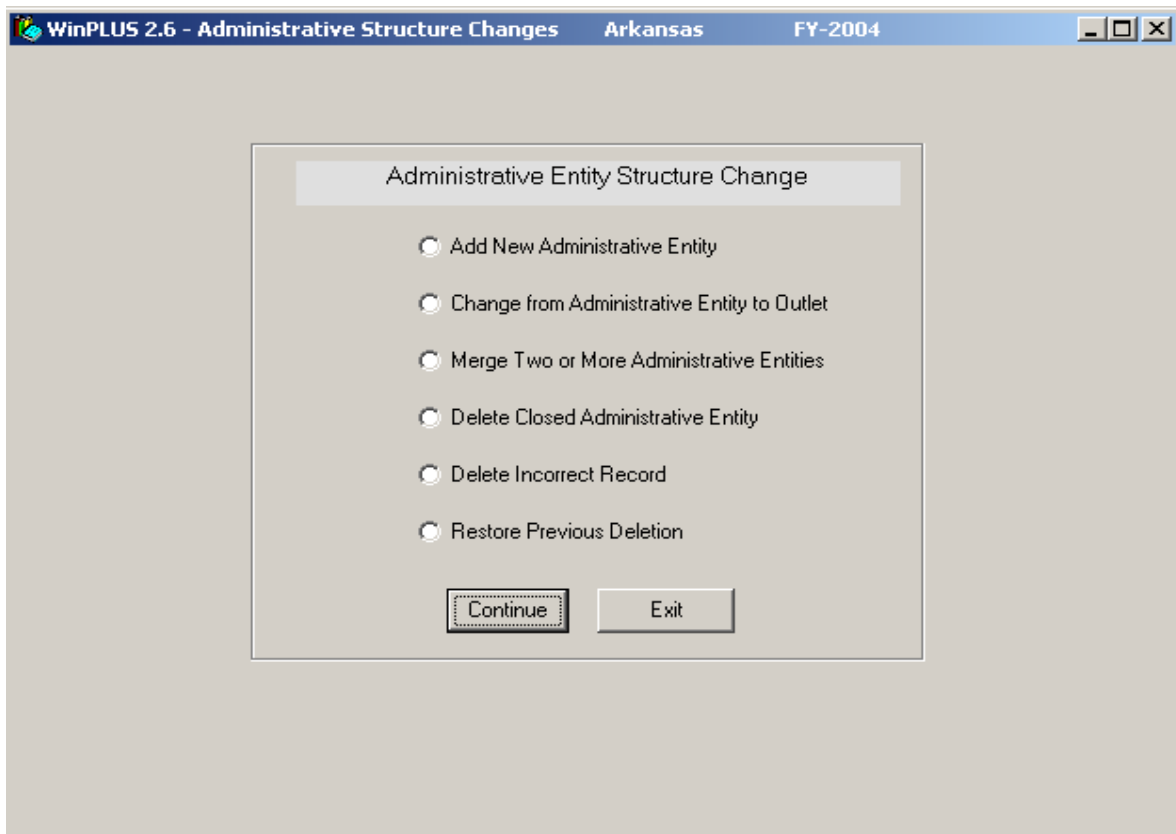 WinPLUS 2.6 - Administrative Structure Changes Arkansas FY-2004
Administrative Entity Structure Change
Add New Administrative Entity
Change from Administrative Entity to Outlet
Merge Two or More Administrative Entities
Delete Closed Administrative Entity
Delete Incorrect Record
Restore Previous Deletion
Continue Exit